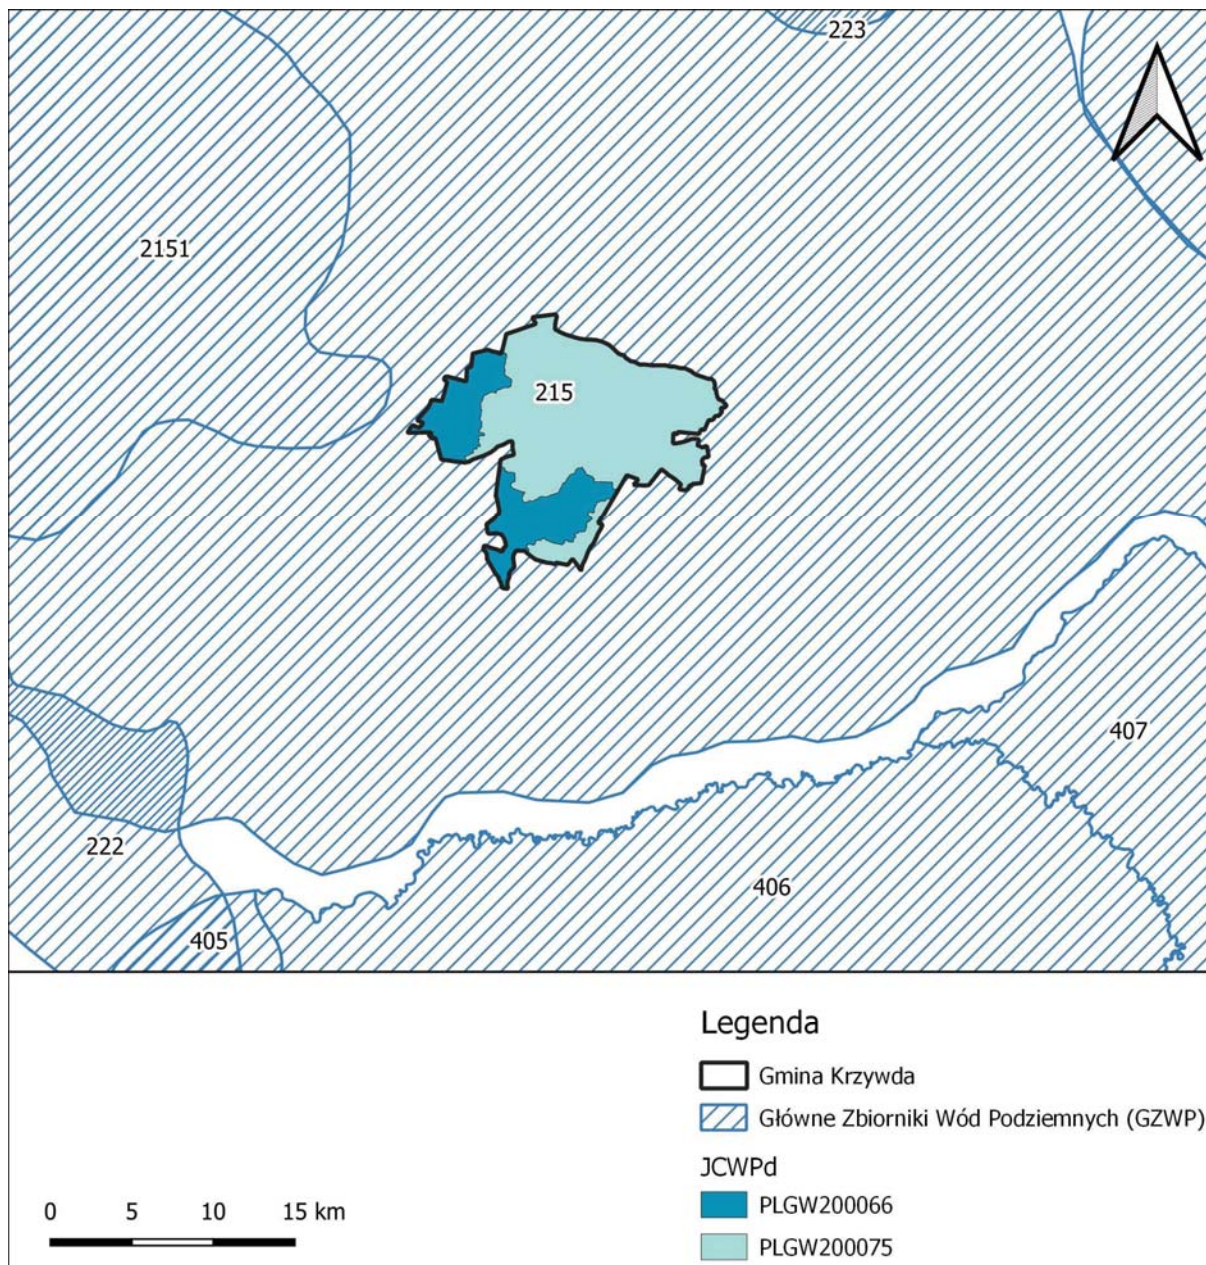 223
2151
215
407
222
406
405
Legenda
Gmina Krzywda
Główne Zbiorniki Wód Podziemnych (GZWP)
JCWPd
PLGW200066
PLGW200075
0 5 10 15 km